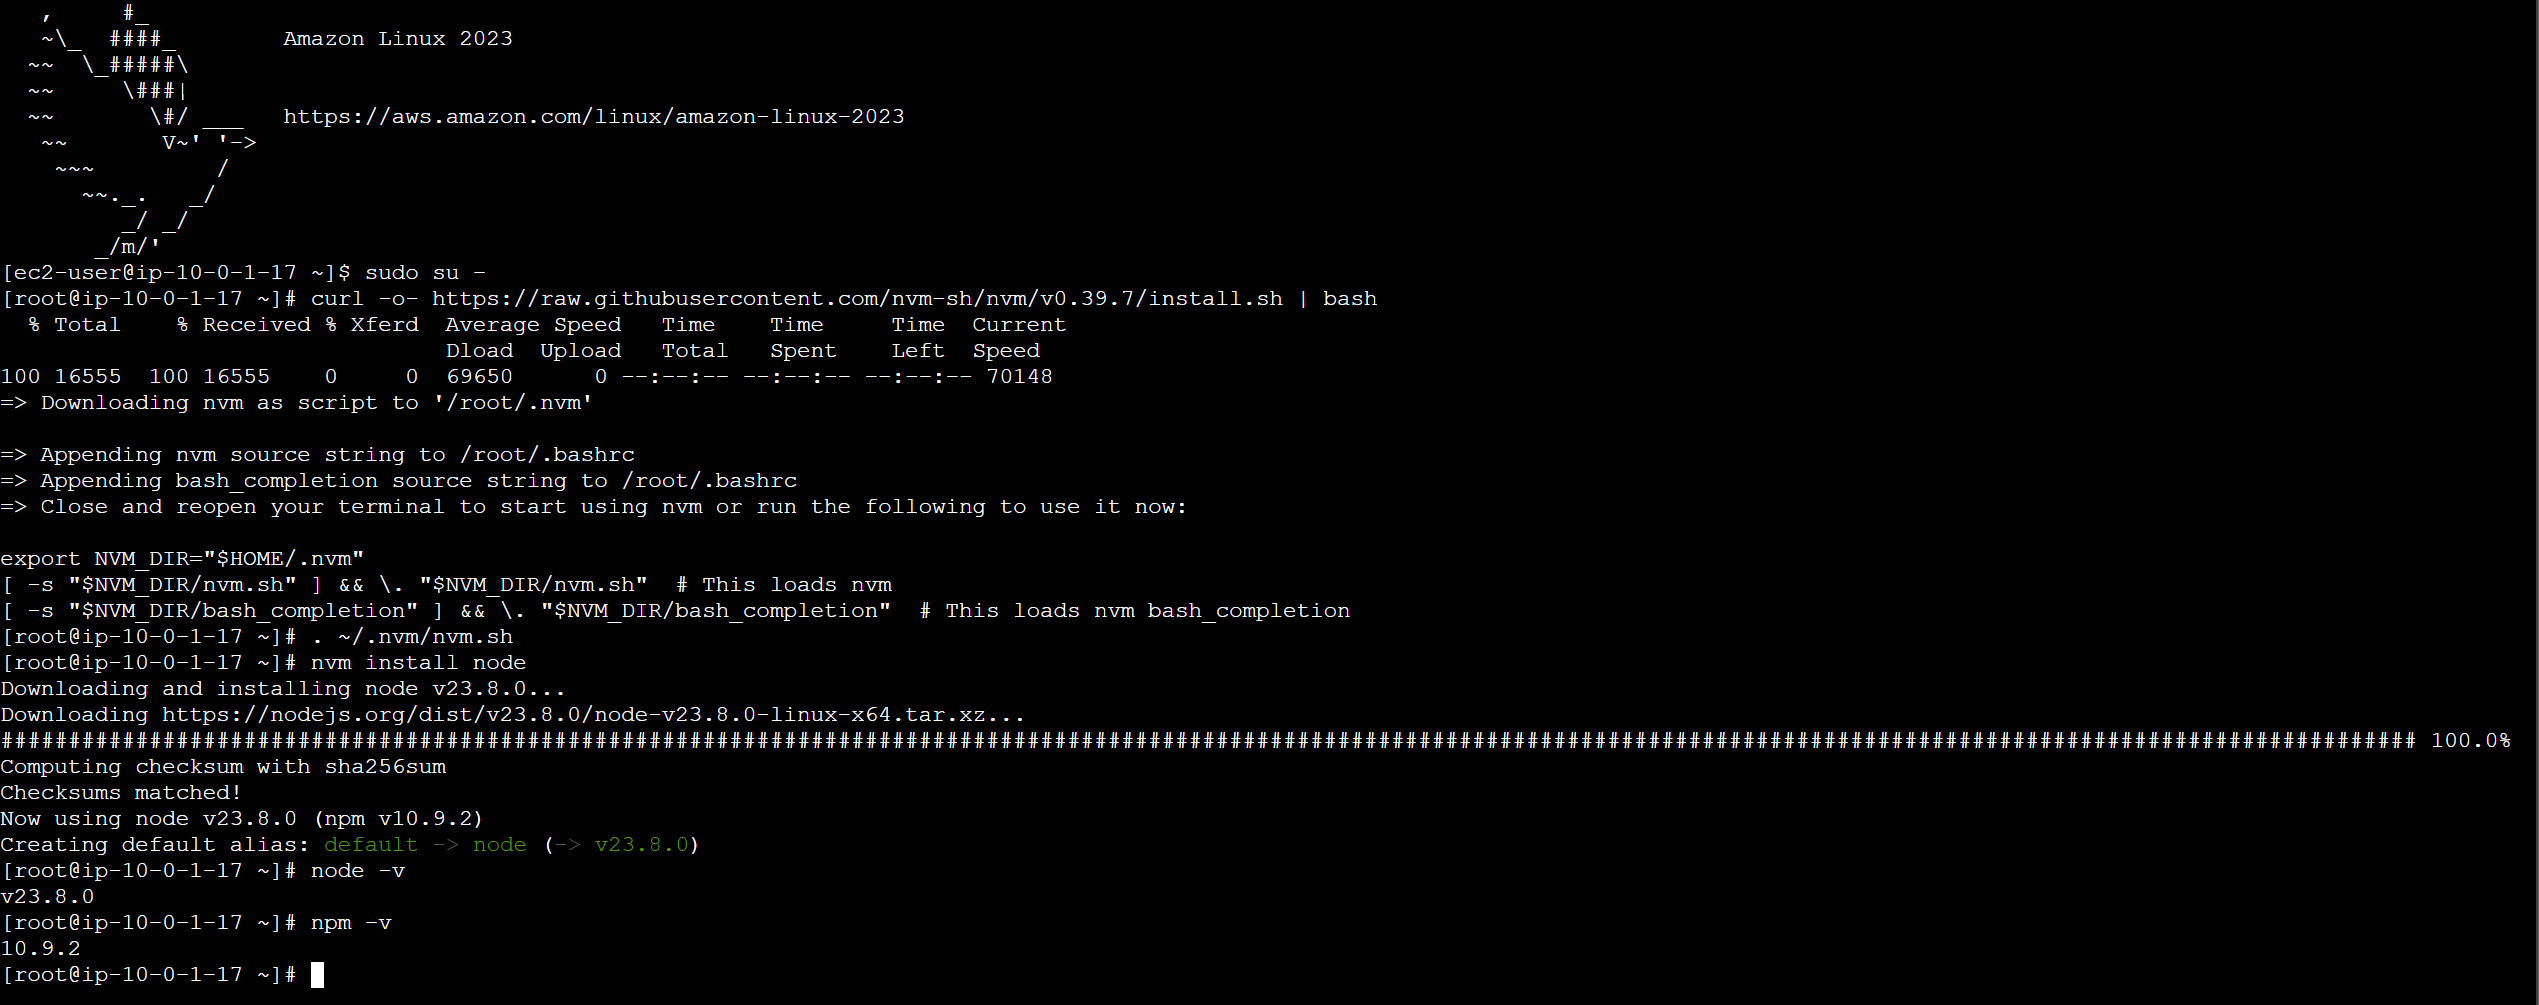 ,     #_
   ~\_  ####_        Amazon Linux 2023
  ~~  \_#####\
  ~~     \###|
  ~~       \#/ ___   https://aws.amazon.com/linux/amazon-linux-2023
   ~~       V~' '->
    ~~~         /
      ~~._.   _/
         _/ _/
       _/m/'
[ec2-user@ip-10-0-1-17 ~]$ sudo su -
[root@ip-10-0-1-17 ~]# curl -o- https://raw.githubusercontent.com/nvm-sh/nvm/v0.39.7/install.sh | bash
  % Total    % Received % Xferd  Average Speed   Time    Time     Time  Current
                                 Dload  Upload   Total   Spent    Left  Speed
100 16555  100 16555    0     0  69650      0 --:--:-- --:--:-- --:--:-- 70148
=> Downloading nvm as script to '/root/.nvm'

=> Appending nvm source string to /root/.bashrc
=> Appending bash_completion source string to /root/.bashrc
=> Close and reopen your terminal to start using nvm or run the following to use it now:

export NVM_DIR="$HOME/.nvm"
[ -s "$NVM_DIR/nvm.sh" ] && \. "$NVM_DIR/nvm.sh"  # This loads nvm
[ -s "$NVM_DIR/bash_completion" ] && \. "$NVM_DIR/bash_completion"  # This loads nvm bash_completion
[root@ip-10-0-1-17 ~]# . ~/.nvm/nvm.sh
[root@ip-10-0-1-17 ~]# nvm install node
Downloading and installing node v23.8.0...
Downloading https://nodejs.org/dist/v23.8.0/node-v23.8.0-linux-x64.tar.xz...
################################################################################################################################################################################### 100.0%
Computing checksum with sha256sum
Checksums matched!
Now using node v23.8.0 (npm v10.9.2)
Creating default alias: default -> node (-> v23.8.0)
[root@ip-10-0-1-17 ~]# node -v
v23.8.0
[root@ip-10-0-1-17 ~]# npm -v
10.9.2
[root@ip-10-0-1-17 ~]#